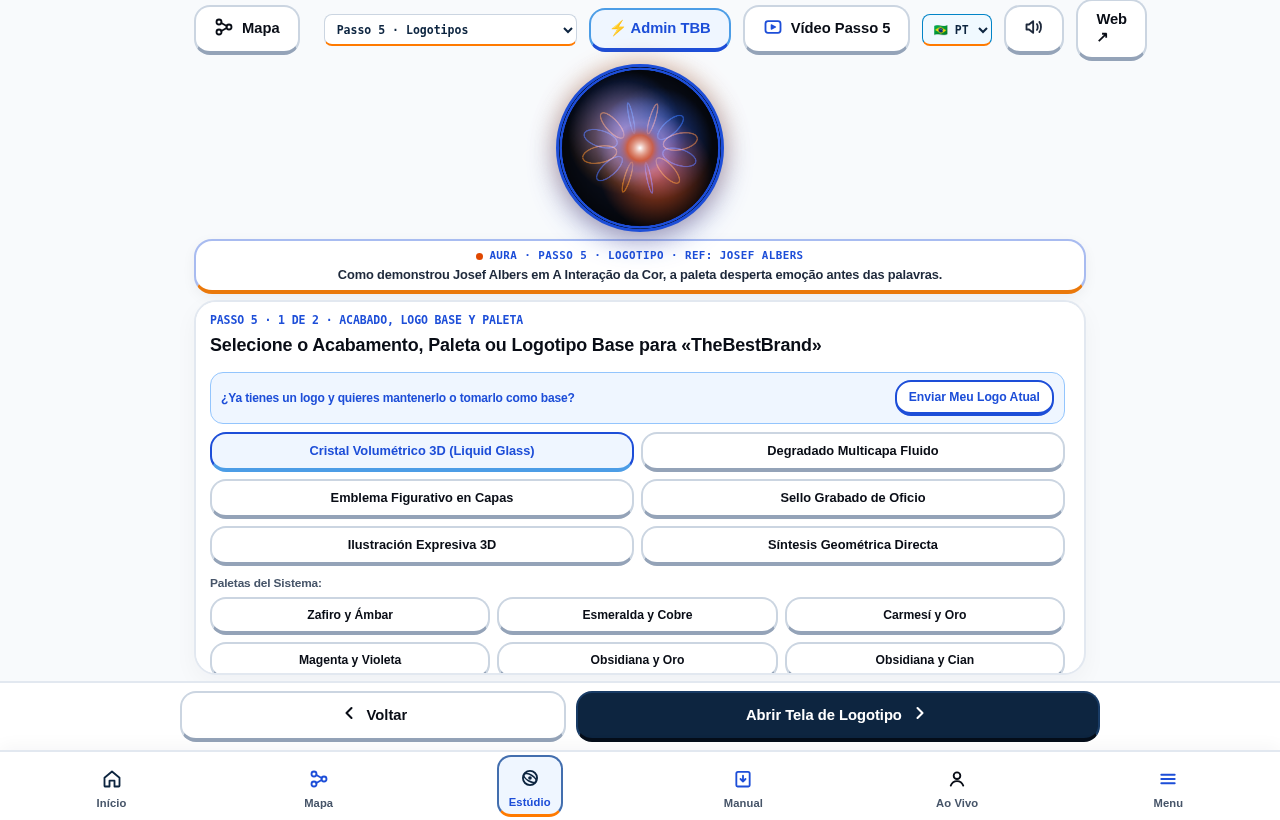 Mapa
Passo 5 · Logotipos
⚡ Admin TBB
Vídeo Passo 5
🇧🇷 PT
Web ↗
AURA · PASSO 5 · LOGOTIPO · REF: JOSEF ALBERS
Como demonstrou Josef Albers em A Interação da Cor, a paleta desperta emoção antes das palavras.
PASSO 5 · 1 DE 2 · ACABADO, LOGO BASE Y PALETA
Selecione o Acabamento, Paleta ou Logotipo Base para «TheBestBrand»
¿Ya tienes un logo y quieres mantenerlo o tomarlo como base?
Enviar Meu Logo Atual
Cristal Volumétrico 3D (Liquid Glass)
Degradado Multicapa Fluido
Emblema Figurativo en Capas
Sello Grabado de Oficio
Ilustración Expresiva 3D
Síntesis Geométrica Directa
Paletas del Sistema:
Zafiro y Ámbar
Esmeralda y Cobre
Carmesí y Oro
Magenta y Violeta
Obsidiana y Oro
Obsidiana y Cian
Voltar
Abrir Tela de Logotipo
Início
Mapa
Estúdio
Manual
Ao Vivo
Menu